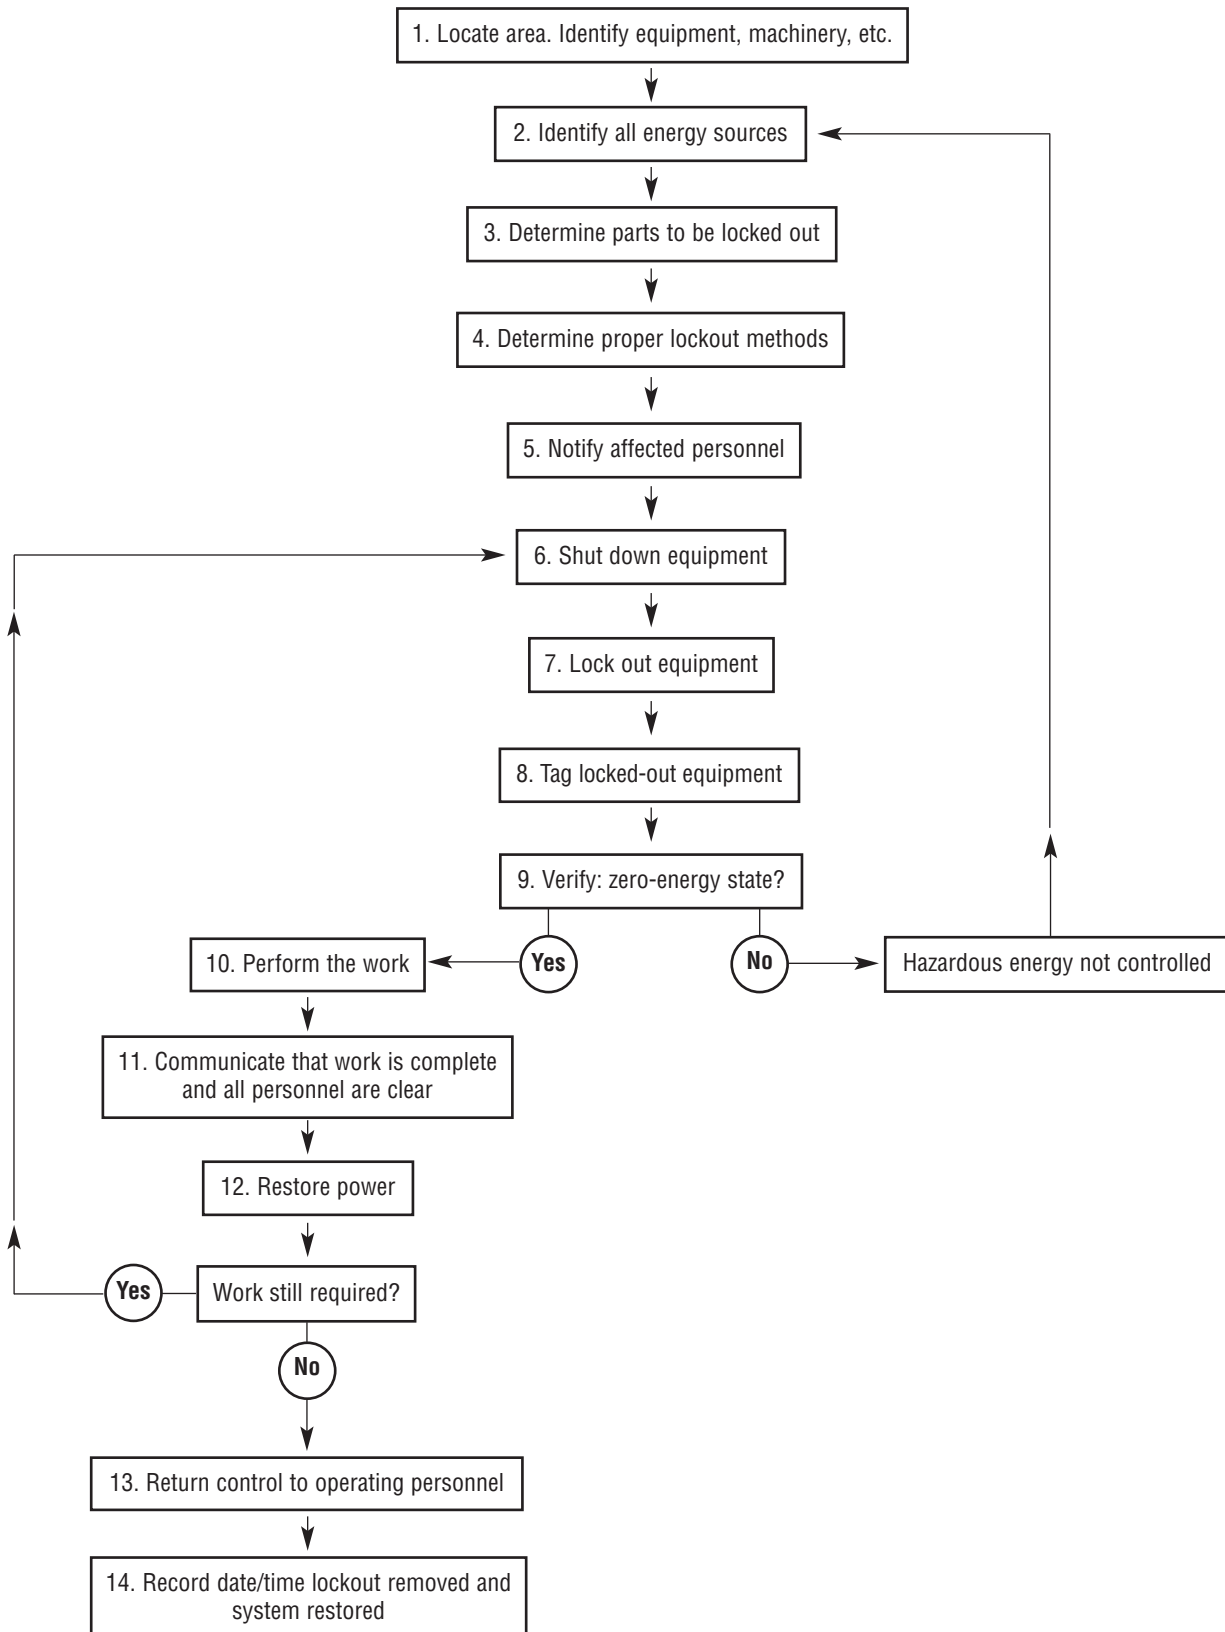 1. Locate area. Identify equipment, machinery, etc.
2. Identify all energy sources
3. Determine parts to be locked out
4. Determine proper lockout methods
5. Notify affected personnel
6. Shut down equipment
7. Lock out equipment
8. Tag locked-out equipment
9. Verify: zero-energy state?
10. Perform the work
Yes
No
Hazardous energy not controlled
11. Communicate that work is complete
and all personnel are clear
12. Restore power
Yes
Work still required?
No
13. Return control to operating personnel
14. Record date/time lockout removed and
system restored